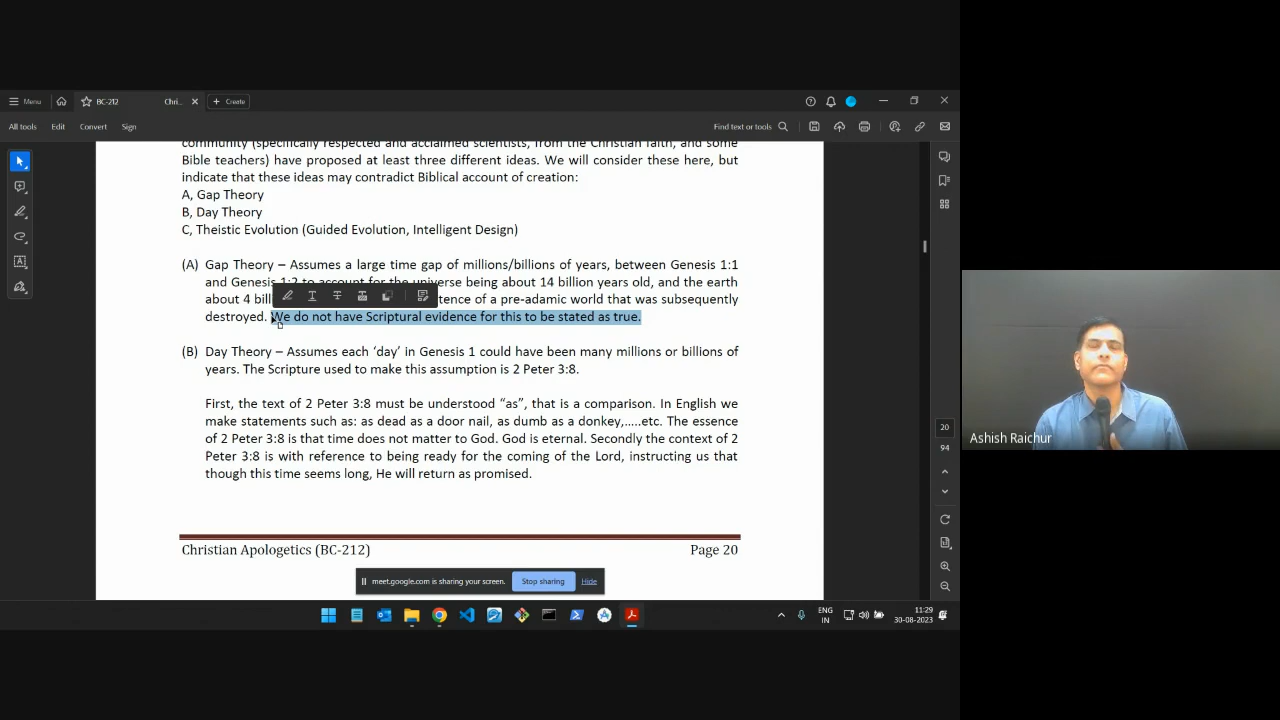 Menu
BC-212
Chri...
Create
All tools
Edit
Convert
Sign
Find text or tools
community (specifically respected and acclaimed scientists, from the Christian faith, and some
Bible teachers) have proposed at least three different ideas. We will consider these here, but
indicate that these ideas may contradict Biblical account of creation:
A, Gap Theory
B, Day Theory
C, Theistic Evolution (Guided Evolution, Intelligent Design)
(A) Gap Theory – Assumes a large time gap of millions/billions of years, between Genesis 1:1
and Genesis 1:2 to account for the universe being about 14 billion years old, and the earth
about 4 bill tence of a pre-adamic world that was subsequently
destroyed. We do not have Scriptural evidence for this to be stated as true.
(B) Day Theory – Assumes each ‘day’ in Genesis 1 could have been many millions or billions of
years. The Scripture used to make this assumption is 2 Peter 3:8.
First, the text of 2 Peter 3:8 must be understood “as”, that is a comparison. In English we
make statements such as: as dead as a door nail, as dumb as a donkey,.....etc. The essence
of 2 Peter 3:8 is that time does not matter to God. God is eternal. Secondly the context of 2
Peter 3:8 is with reference to being ready for the coming of the Lord, instructing us that
though this time seems long, He will return as promised.
Christian Apologetics (BC-212)
Page 20
20
94
meet.google.com is sharing your screen.
Stop sharing
Hide
ENG
IN
11:29
30-08-2023
Ashish Raichur